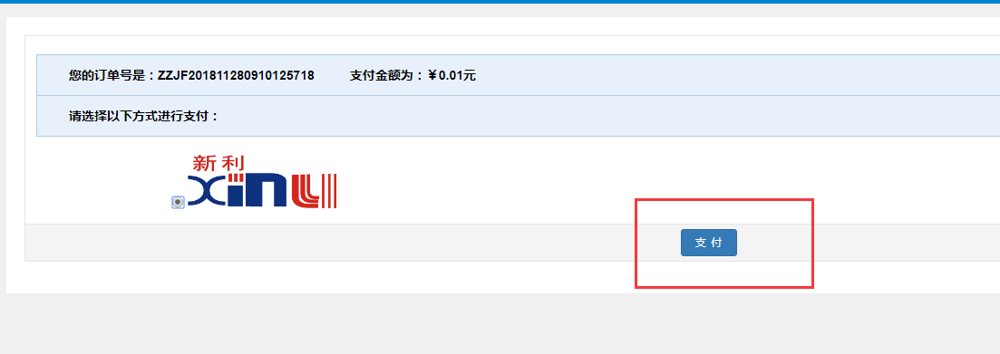 您的订单号是：ZZJF201811280910125718 支付金额为：￥0.01元
请选择以下方式进行支付：
新利
XINLI
支 付